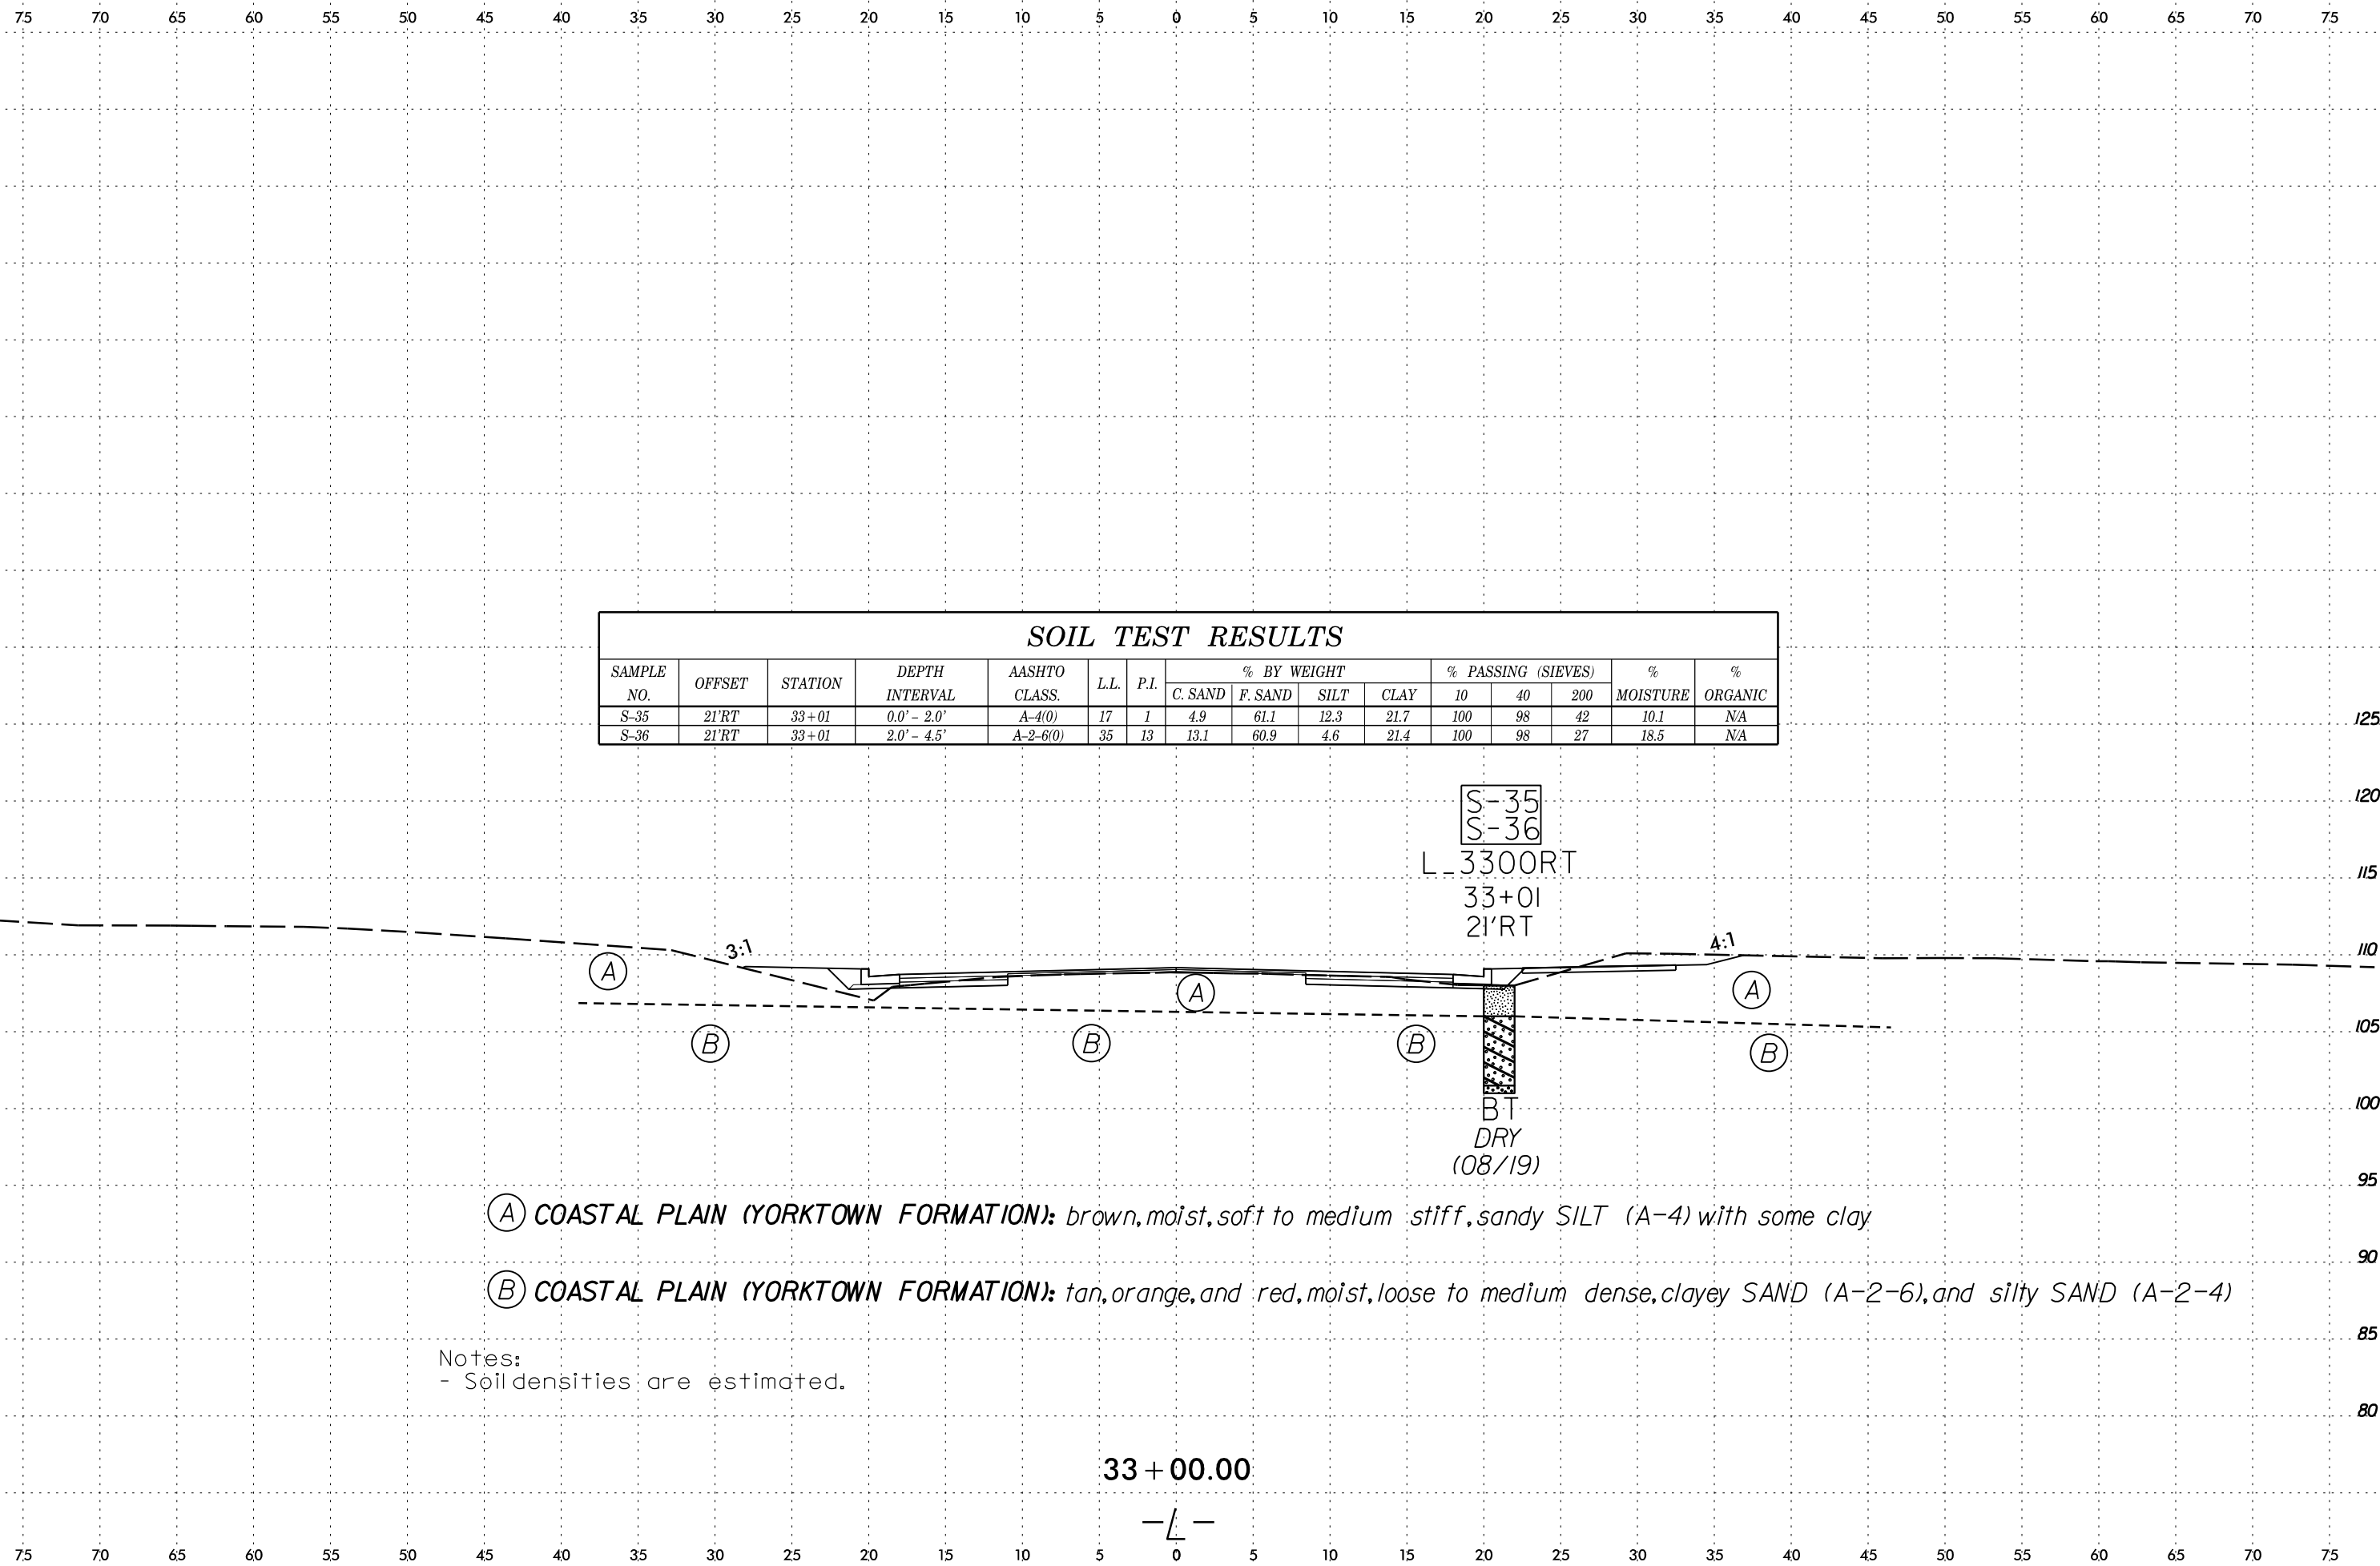 75 70 65 60 55 50 45 40 35 30 25 20 15 10 5 0 5 10 15 20 25 30 35 40 45 50 55 60 65 70 75
SOIL TEST RESULTS
SAMPLE NO. OFFSET STATION DEPTH INTERVAL AASHTO CLASS. L.L. P.I. % BY WEIGHT % PASSING (SIEVES) % MOISTURE % ORGANIC
C. SAND F. SAND SILT CLAY 10 40 200
S-35 21'RT 33+01 0.0' - 2.0' A-4(0) 17 1 4.9 61.1 12.3 21.7 100 98 42 10.1 N/A
S-36 21'RT 33+01 2.0' - 4.5' A-2-6(0) 35 13 13.1 60.9 4.6 21.4 100 98 27 18.5 N/A
125
120
S-35
S-36
L_3300RT
115
33+01
21'RT
3:1
4:1
110
A
A
A
105
B
B
B
B
100
BT
DRY
(08/19)
95
A COASTAL PLAIN (YORKTOWN FORMATION): brown, moist, soft to medium stiff, sandy SILT (A-4) with some clay
90
B COASTAL PLAIN (YORKTOWN FORMATION): tan, orange, and red, moist, loose to medium dense, clayey SAND (A-2-6), and silty SAND (A-2-4)
85
Notes:
- Soil densities are estimated.
80
33+00.00
-L-
75 70 65 60 55 50 45 40 35 30 25 20 15 10 5 0 5 10 15 20 25 30 35 40 45 50 55 60 65 70 75